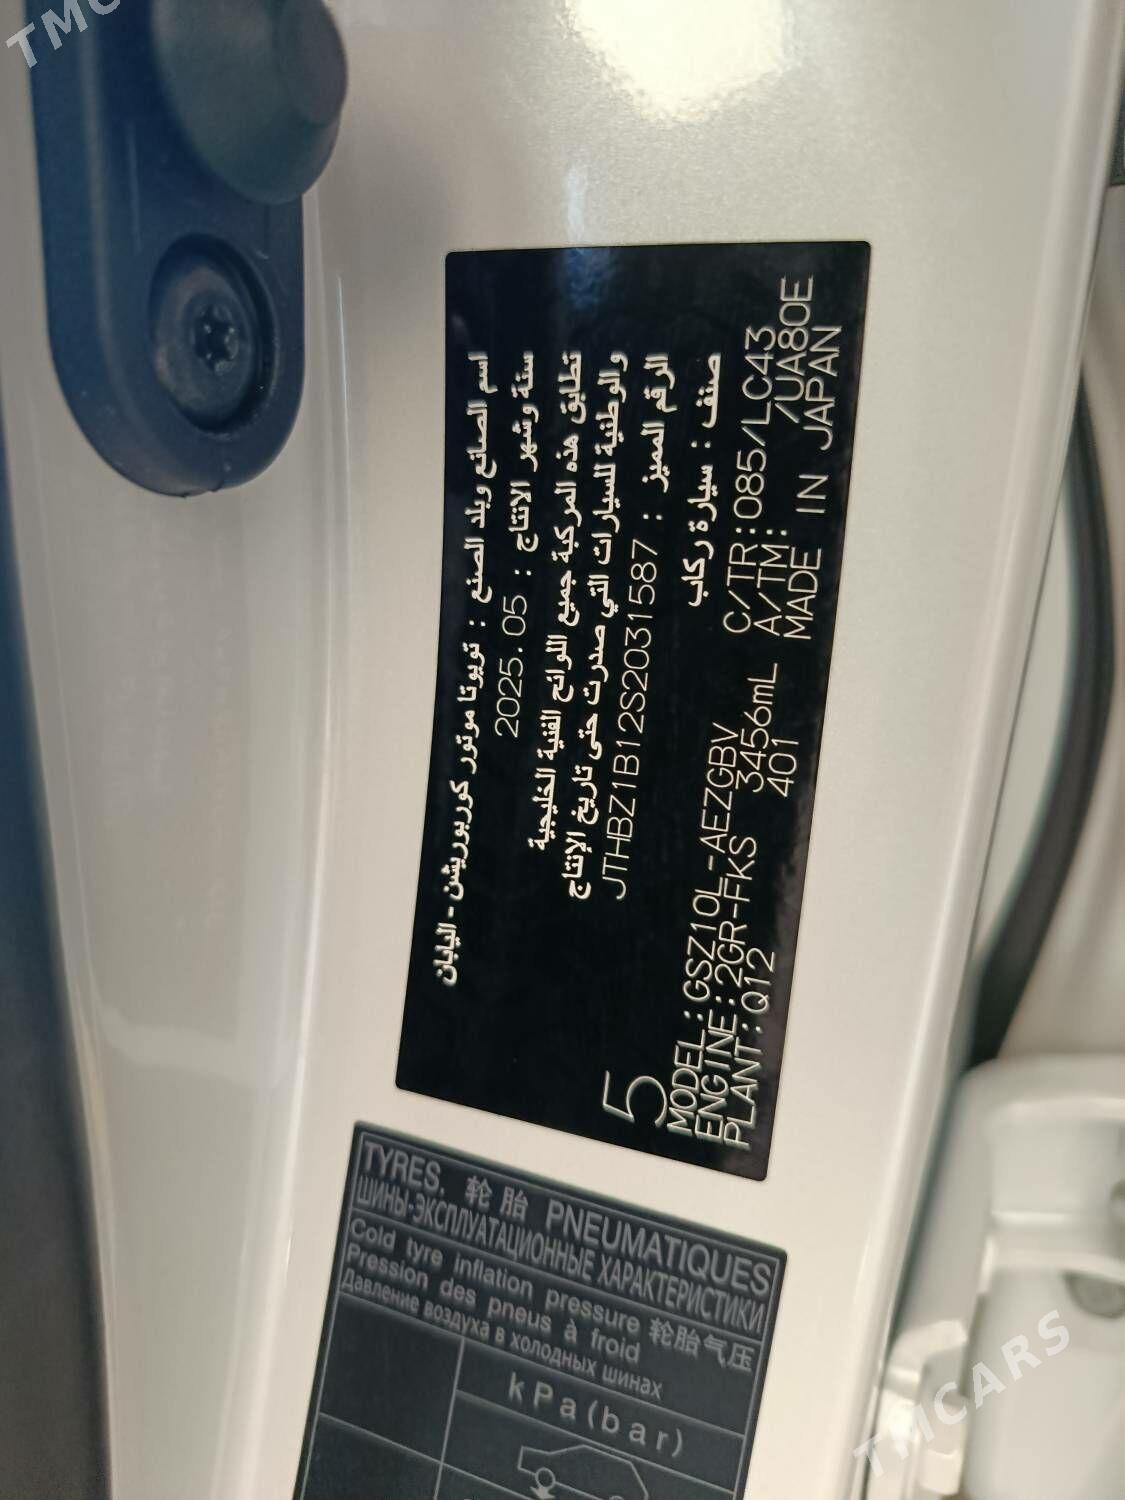 TMC
اسم الصانع وبلد الصنع : تويوتا موتور كوربوريشن - اليابان
سنة وشهر الانتاج : 2025.05
تطابق هذه المركبة جميع اللوائح الفنية الخليجية
والوطنية للسيارات التي صدرت حتى تاريخ الإنتاج
الرقم المميز : JTHBZ1B12S2031587
صنف : سيارة ركاب
5
MODEL:GSZ10L-AEZGBV C/TR:085/LC43
ENGINE:2GR-FKS 3456mL A/TM: /UA80E
PLANT:Q12 401 MADE IN JAPAN
TYRES. 轮胎 PNEUMATIQUES
ШИНЫ-ЭКСПЛУАТАЦИОННЫЕ ХАРАКТЕРИСТИКИ
Cold tyre inflation pressure 轮胎气压
Pression des pneus à froid
Давление воздуха в холодных шинах
kPa(bar)
TMCARS